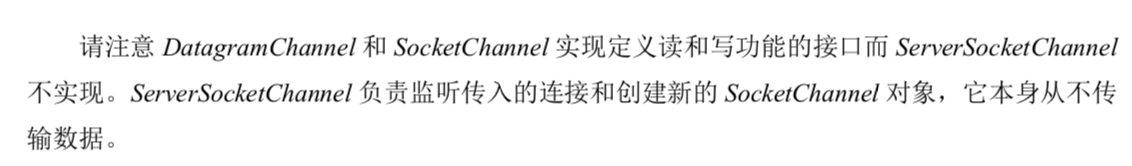 请注意 DatagramChannel 和 SocketChannel 实现定义读和写功能的接口而 ServerSocketChannel
不实现。ServerSocketChannel 负责监听传入的连接和创建新的 SocketChannel 对象，它本身从不传
输数据。